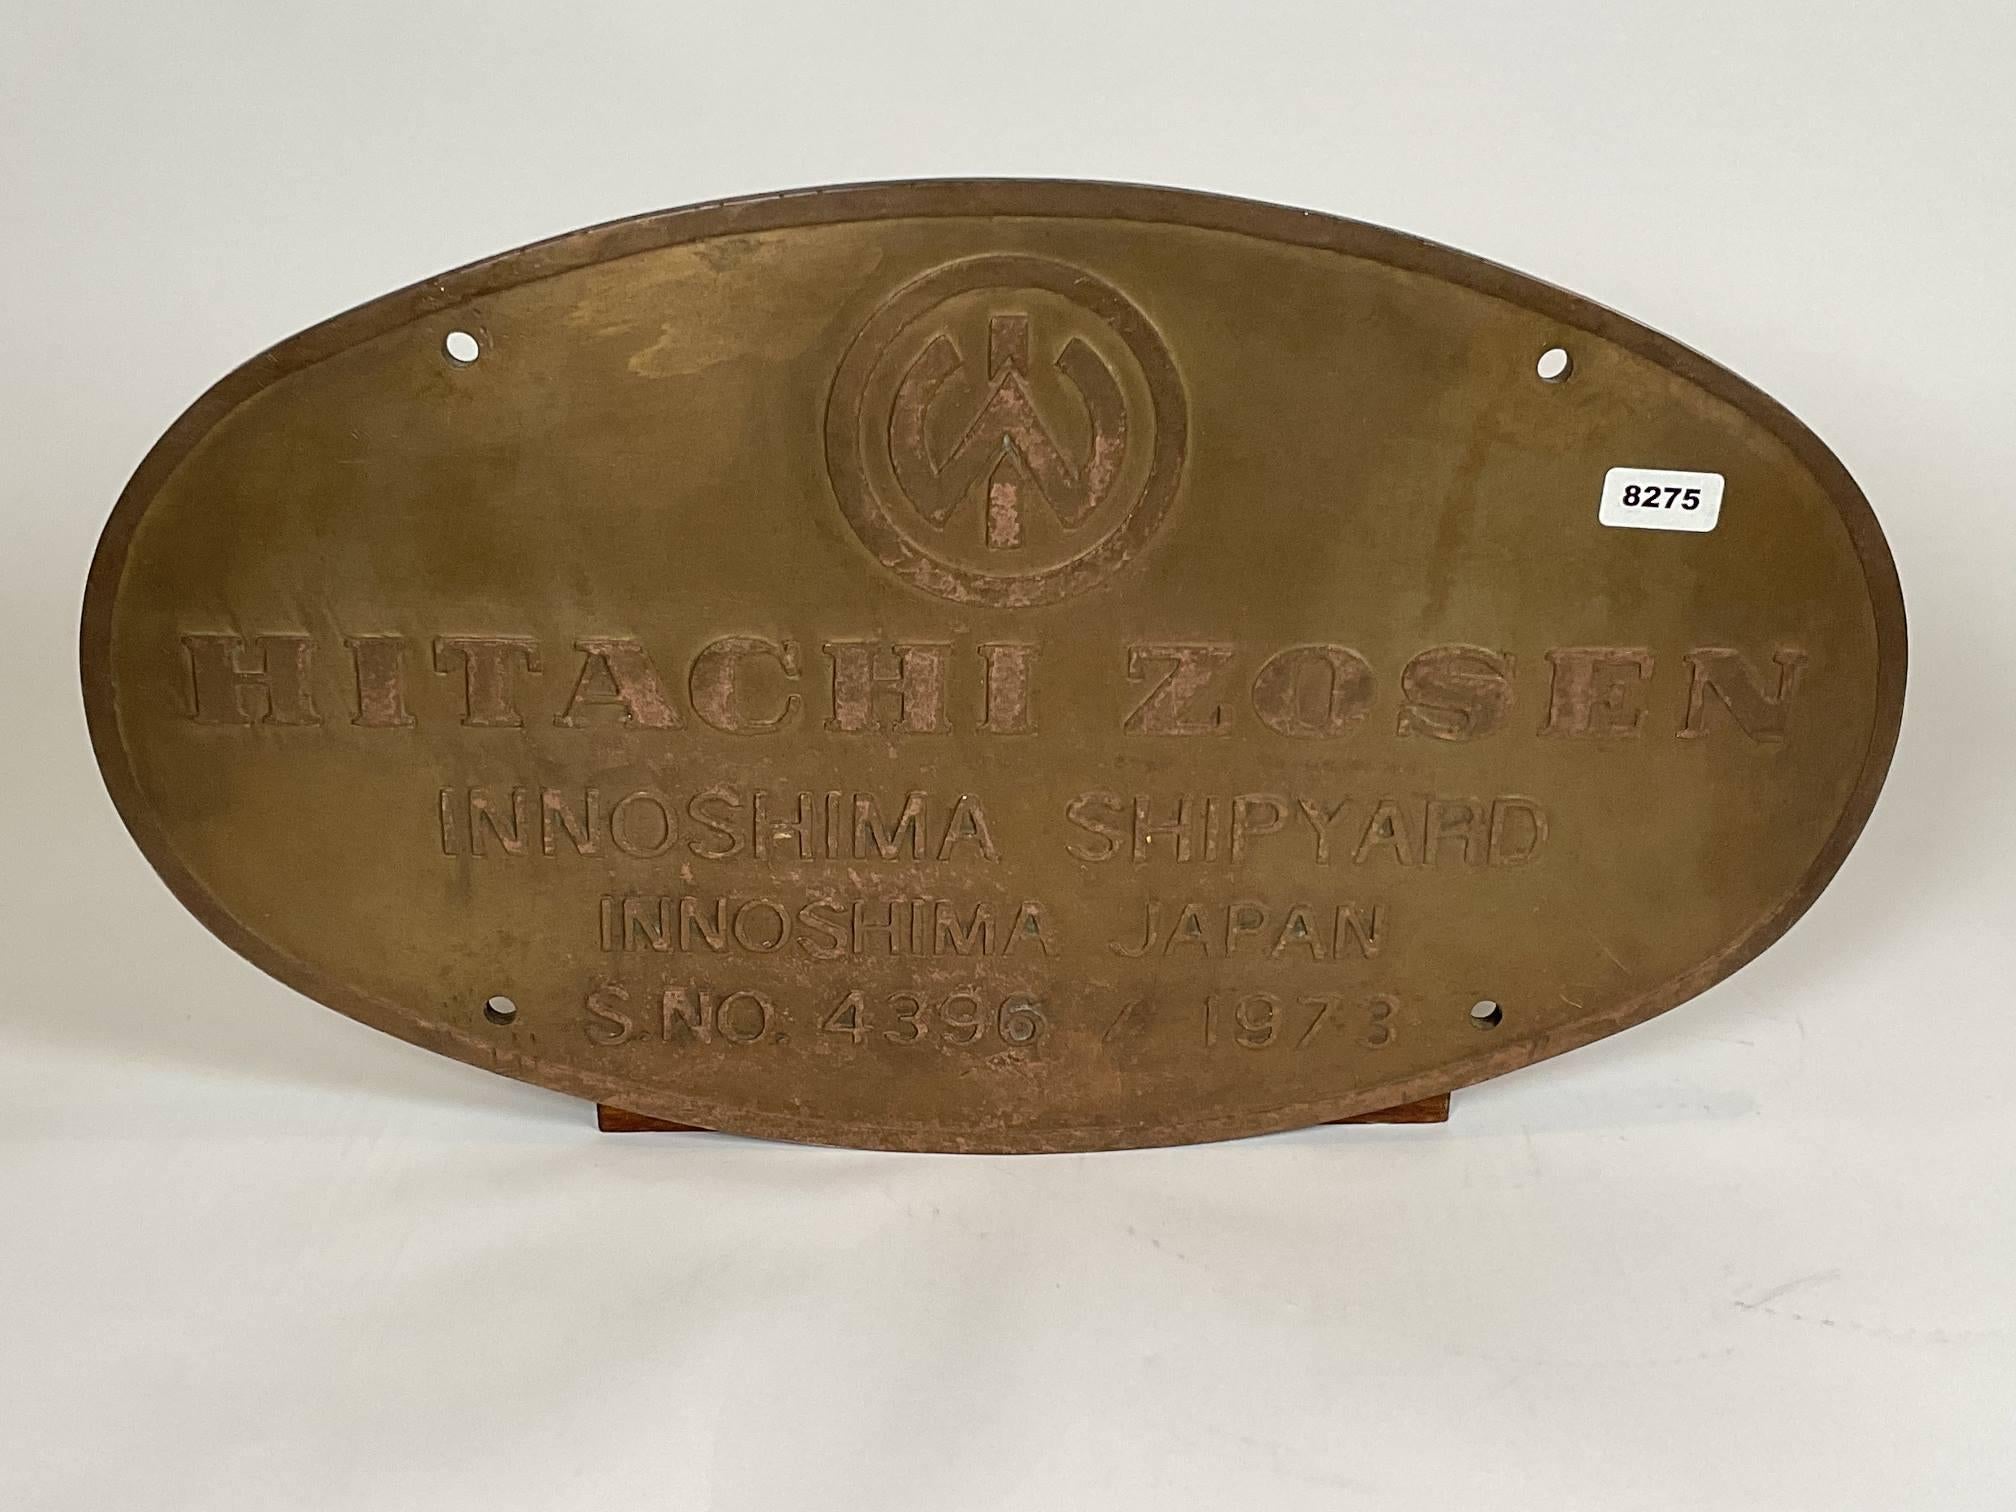 8275
HITACHI ZOSEN
INNOSHIMA SHIPYARD
INNOSHIMA JAPAN
S.NO. 4396 / 1973